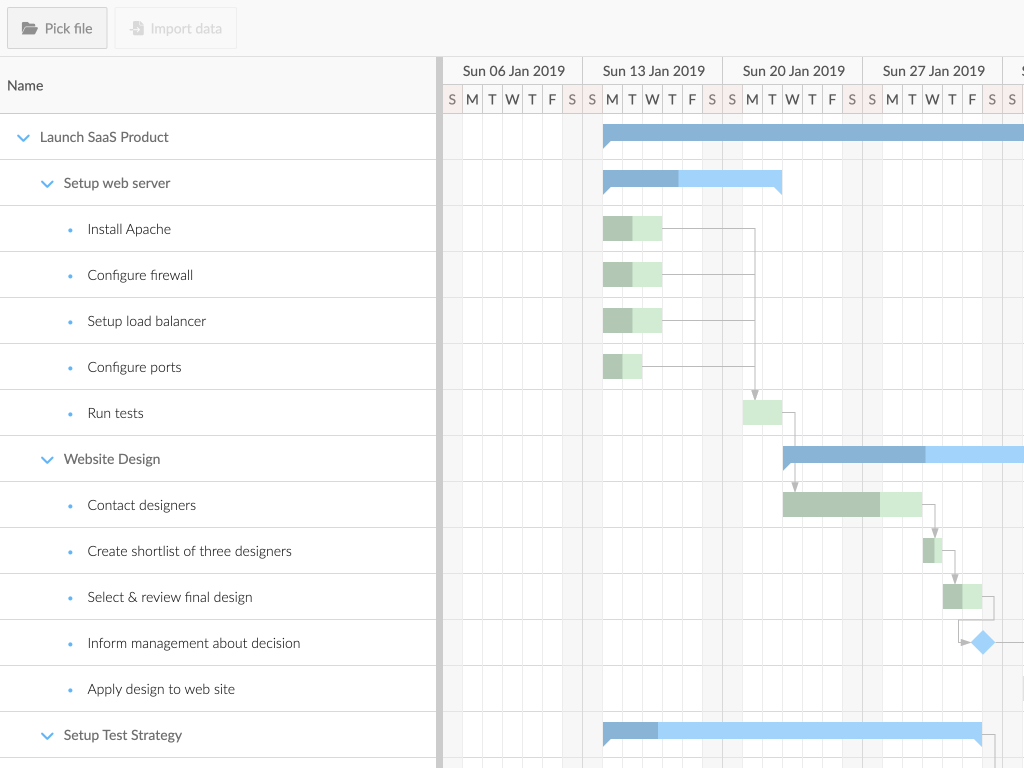 Pick file Import data
Name
Sun 06 Jan 2019 Sun 13 Jan 2019 Sun 20 Jan 2019 Sun 27 Jan 2019
S M T W T F S S M T W T F S S M T W T F S S M T W T F S S
Launch SaaS Product
Setup web server
Install Apache
Configure firewall
Setup load balancer
Configure ports
Run tests
Website Design
Contact designers
Create shortlist of three designers
Select & review final design
Inform management about decision
Apply design to web site
Setup Test Strategy